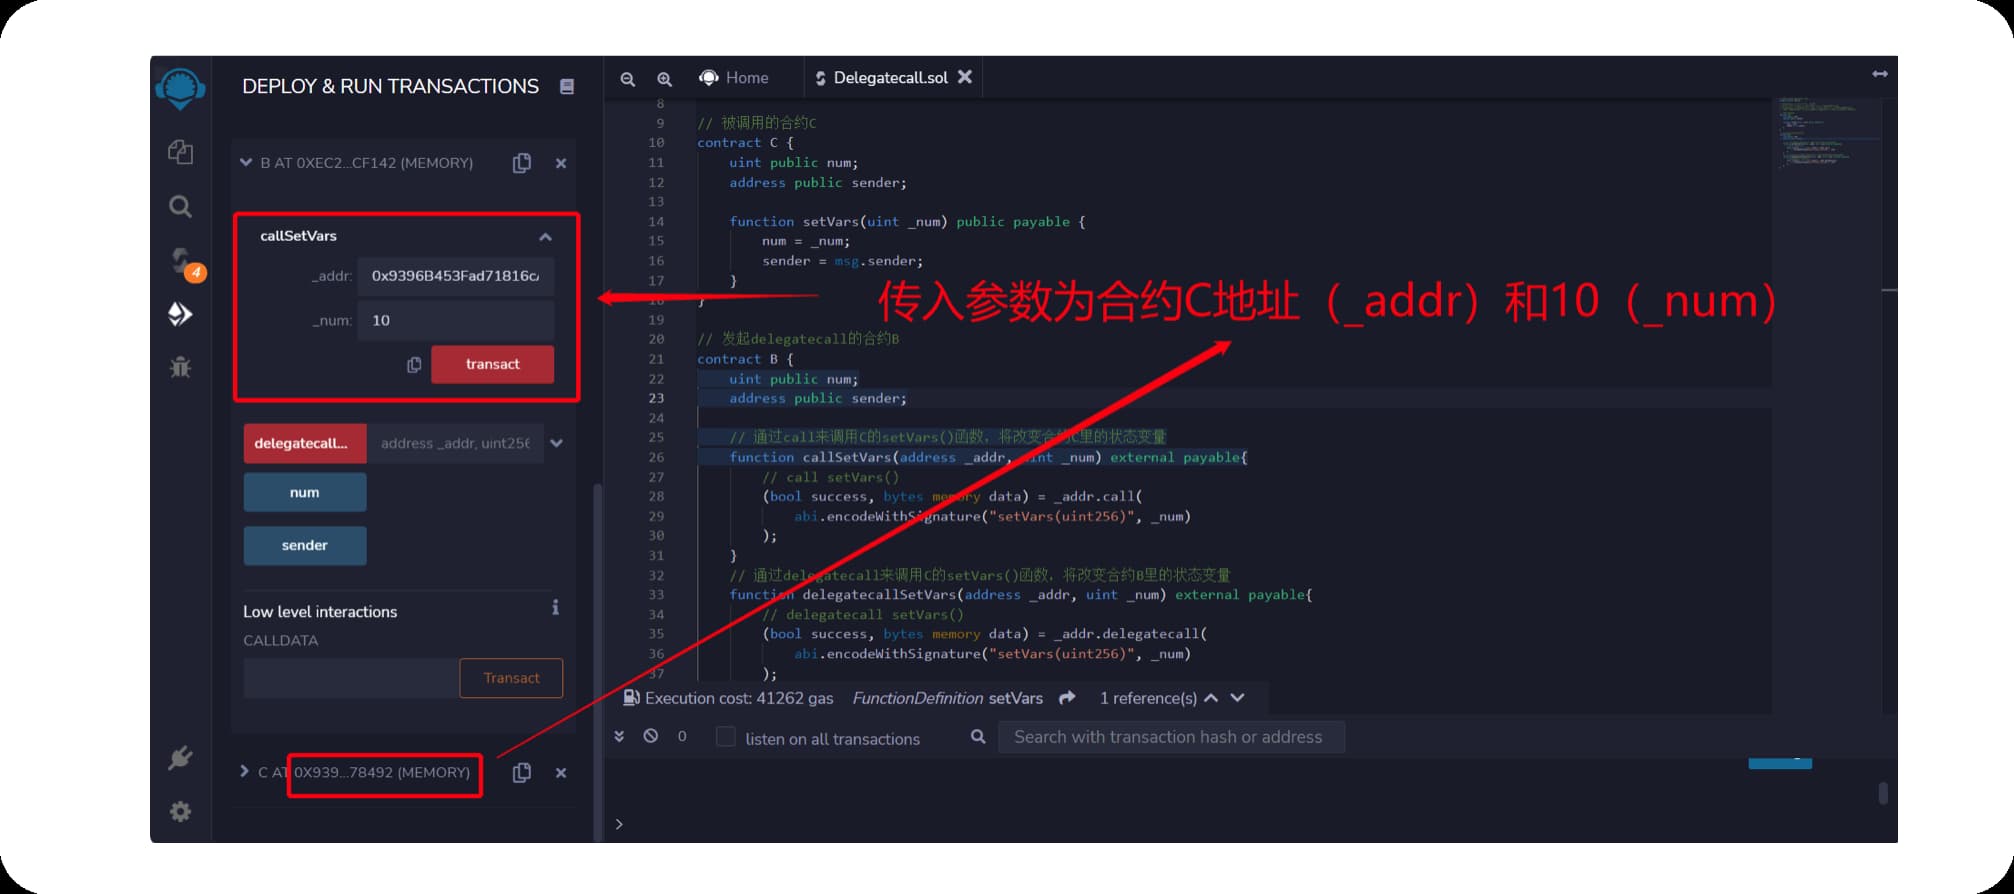 DEPLOY & RUN TRANSACTIONS
B AT 0XEC2...CF142 (MEMORY)
callSetVars
_addr: 0x9396B453Fad71816c
_num: 10
transact
delegatecall... address _addr, uint256
num
sender
Low level interactions
CALLDATA
Transact
C AT 0X939...78492 (MEMORY)
4
Home
Delegatecall.sol
8
9 // 被调用的合约C
10 contract C {
11 uint public num;
12 address public sender;
13
14 function setVars(uint _num) public payable {
15 num = _num;
16 sender = msg.sender;
17 }
18 }
19
20 // 发起delegatecall的合约B
21 contract B {
22 uint public num;
23 address public sender;
24
25 // 通过call来调用C的setVars()函数，将改变合约C里的状态变量
26 function callSetVars(address _addr, uint _num) external payable{
27 // call setVars()
28 (bool success, bytes memory data) = _addr.call(
29 abi.encodeWithSignature("setVars(uint256)", _num)
30 );
31 }
32 // 通过delegatecall来调用C的setVars()函数，将改变合约B里的状态变量
33 function delegatecallSetVars(address _addr, uint _num) external payable{
34 // delegatecall setVars()
35 (bool success, bytes memory data) = _addr.delegatecall(
36 abi.encodeWithSignature("setVars(uint256)", _num)
37 );
传入参数为合约C地址（_addr）和10（_num）
Execution cost: 41262 gas FunctionDefinition setVars 1 reference(s)
0 listen on all transactions Search with transaction hash or address
>